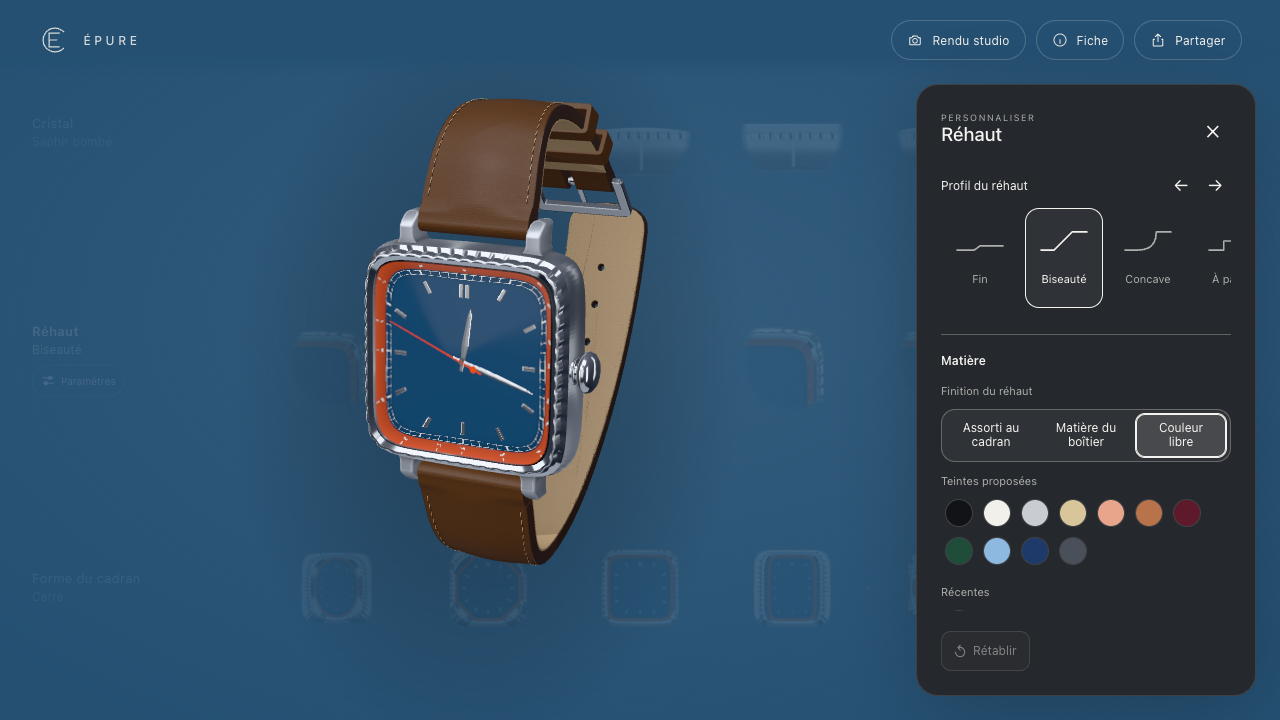 ÉPURE
Rendu studio
Fiche
Partager
Cristal
Saphir bombé
Réhaut
Biseauté
Paramètres
Forme du cadran
Carré
PERSONNALISER
Réhaut
Profil du réhaut
Fin
Biseauté
Concave
À pa
Matière
Finition du réhaut
Assorti au
cadran
Matière du
boîtier
Couleur
libre
Teintes proposées
Récentes
Rétablir